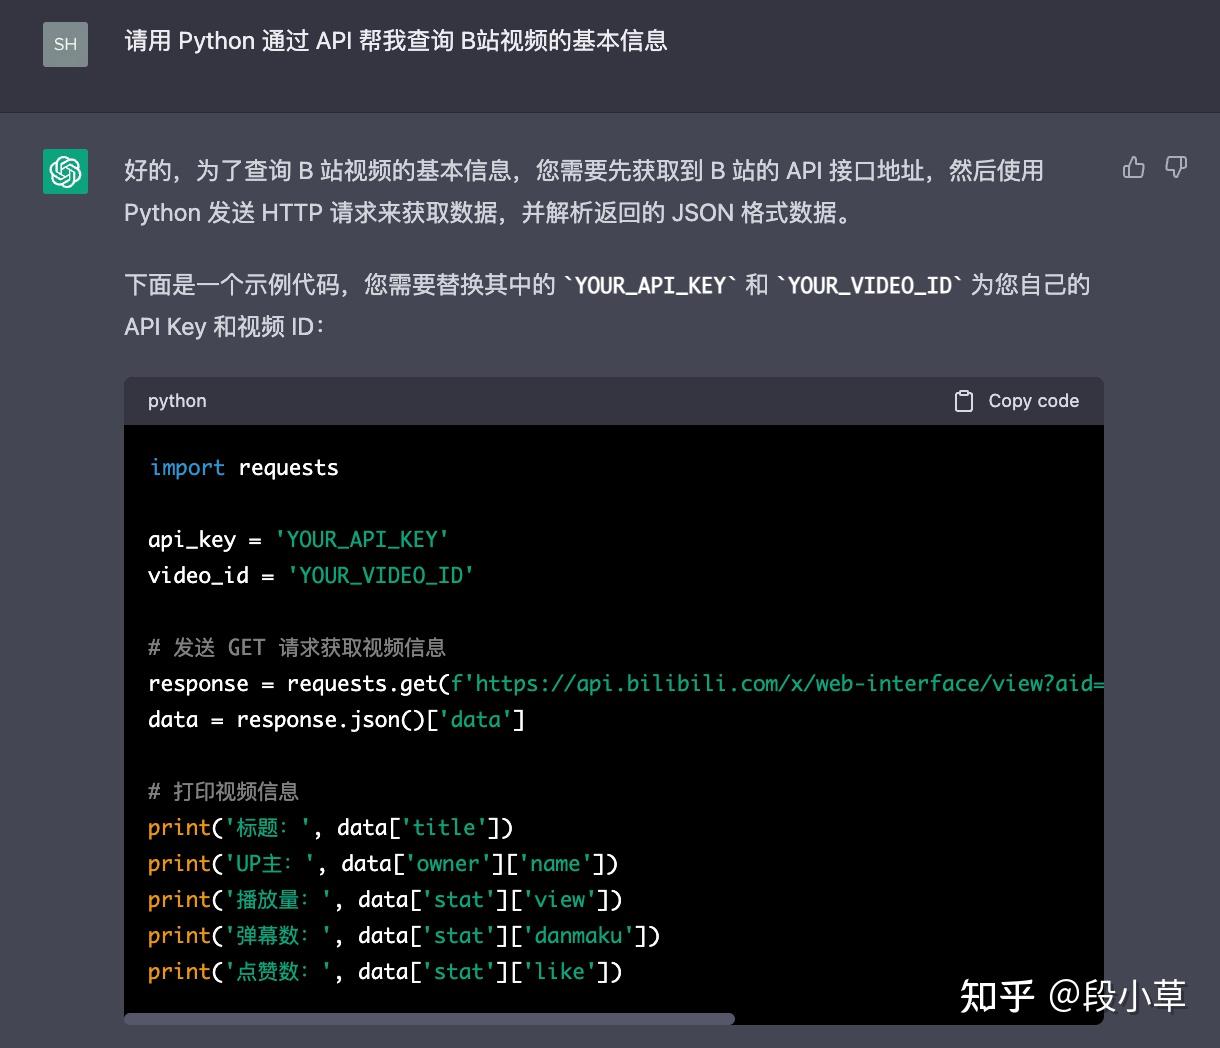 SH
请用 Python 通过 API 帮我查询 B站视频的基本信息
好的，为了查询 B 站视频的基本信息，您需要先获取到 B 站的 API 接口地址，然后使用
Python 发送 HTTP 请求来获取数据，并解析返回的 JSON 格式数据。
下面是一个示例代码，您需要替换其中的 `YOUR_API_KEY` 和 `YOUR_VIDEO_ID` 为您自己的
API Key 和视频 ID：
python
Copy code
import requests
api_key = 'YOUR_API_KEY'
video_id = 'YOUR_VIDEO_ID'
# 发送 GET 请求获取视频信息
response = requests.get(f'https://api.bilibili.com/x/web-interface/view?aid=
data = response.json()['data']
# 打印视频信息
print('标题：', data['title'])
print('UP主：', data['owner']['name'])
print('播放量：', data['stat']['view'])
print('弹幕数：', data['stat']['danmaku'])
print('点赞数：', data['stat']['like'])
知乎 @段小草